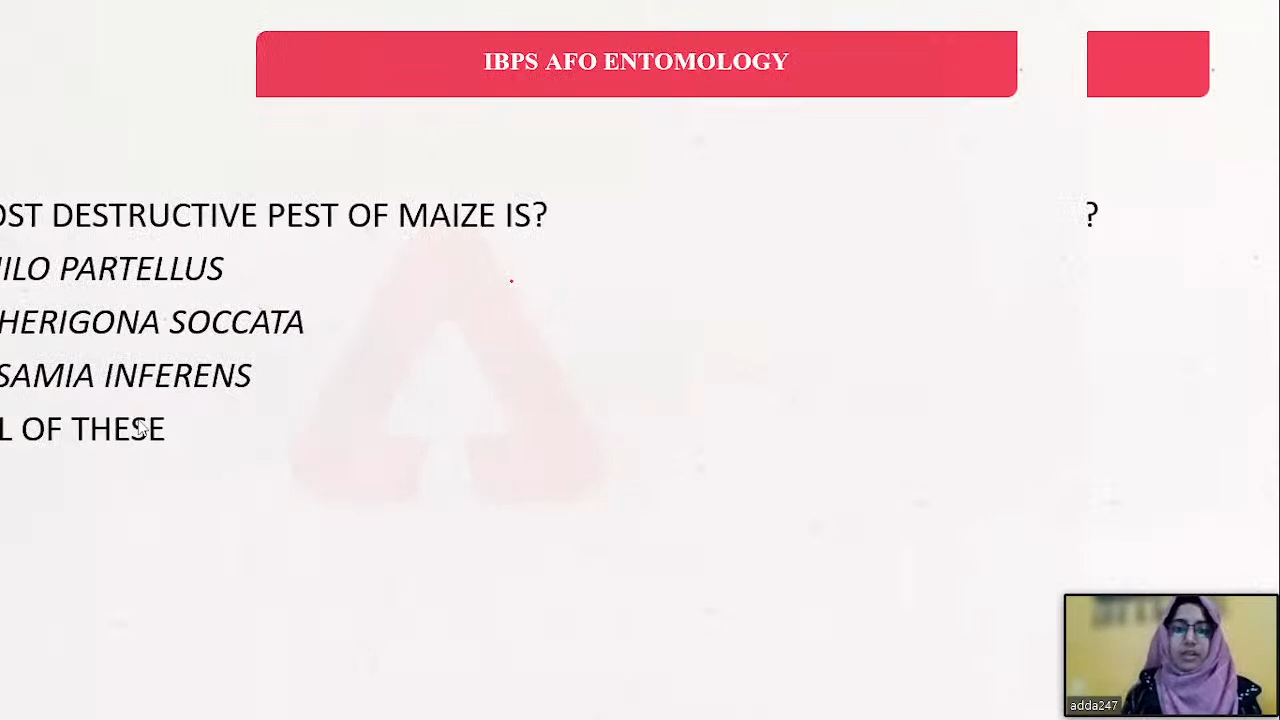 IBPS AFO ENTOMOLOGY
OST DESTRUCTIVE PEST OF MAIZE IS?
?
ILO PARTELLUS
HERIGONA SOCCATA
SAMIA INFERENS
L OF THESE
adda247